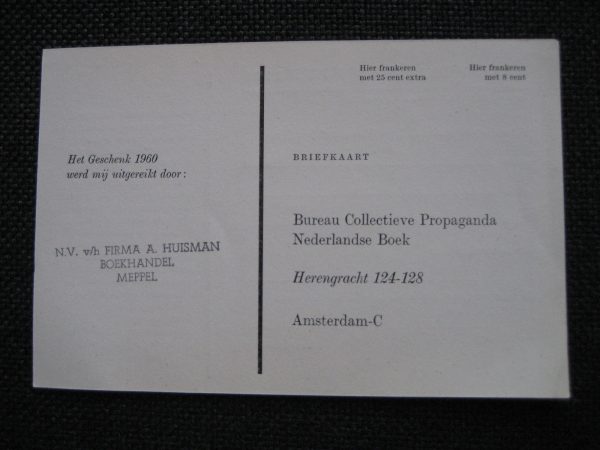 Het Geschenk 1960
werd mij uitgereikt door:
N.V. v/h FIRMA A. HUISMAN
BOEKHANDEL
MEPPEL
Hier frankeren
met 25 cent extra
Hier frankeren
met 8 cent
BRIEFKAART
Bureau Collectieve Propaganda
Nederlandse Boek
Herengracht 124-128
Amsterdam-C